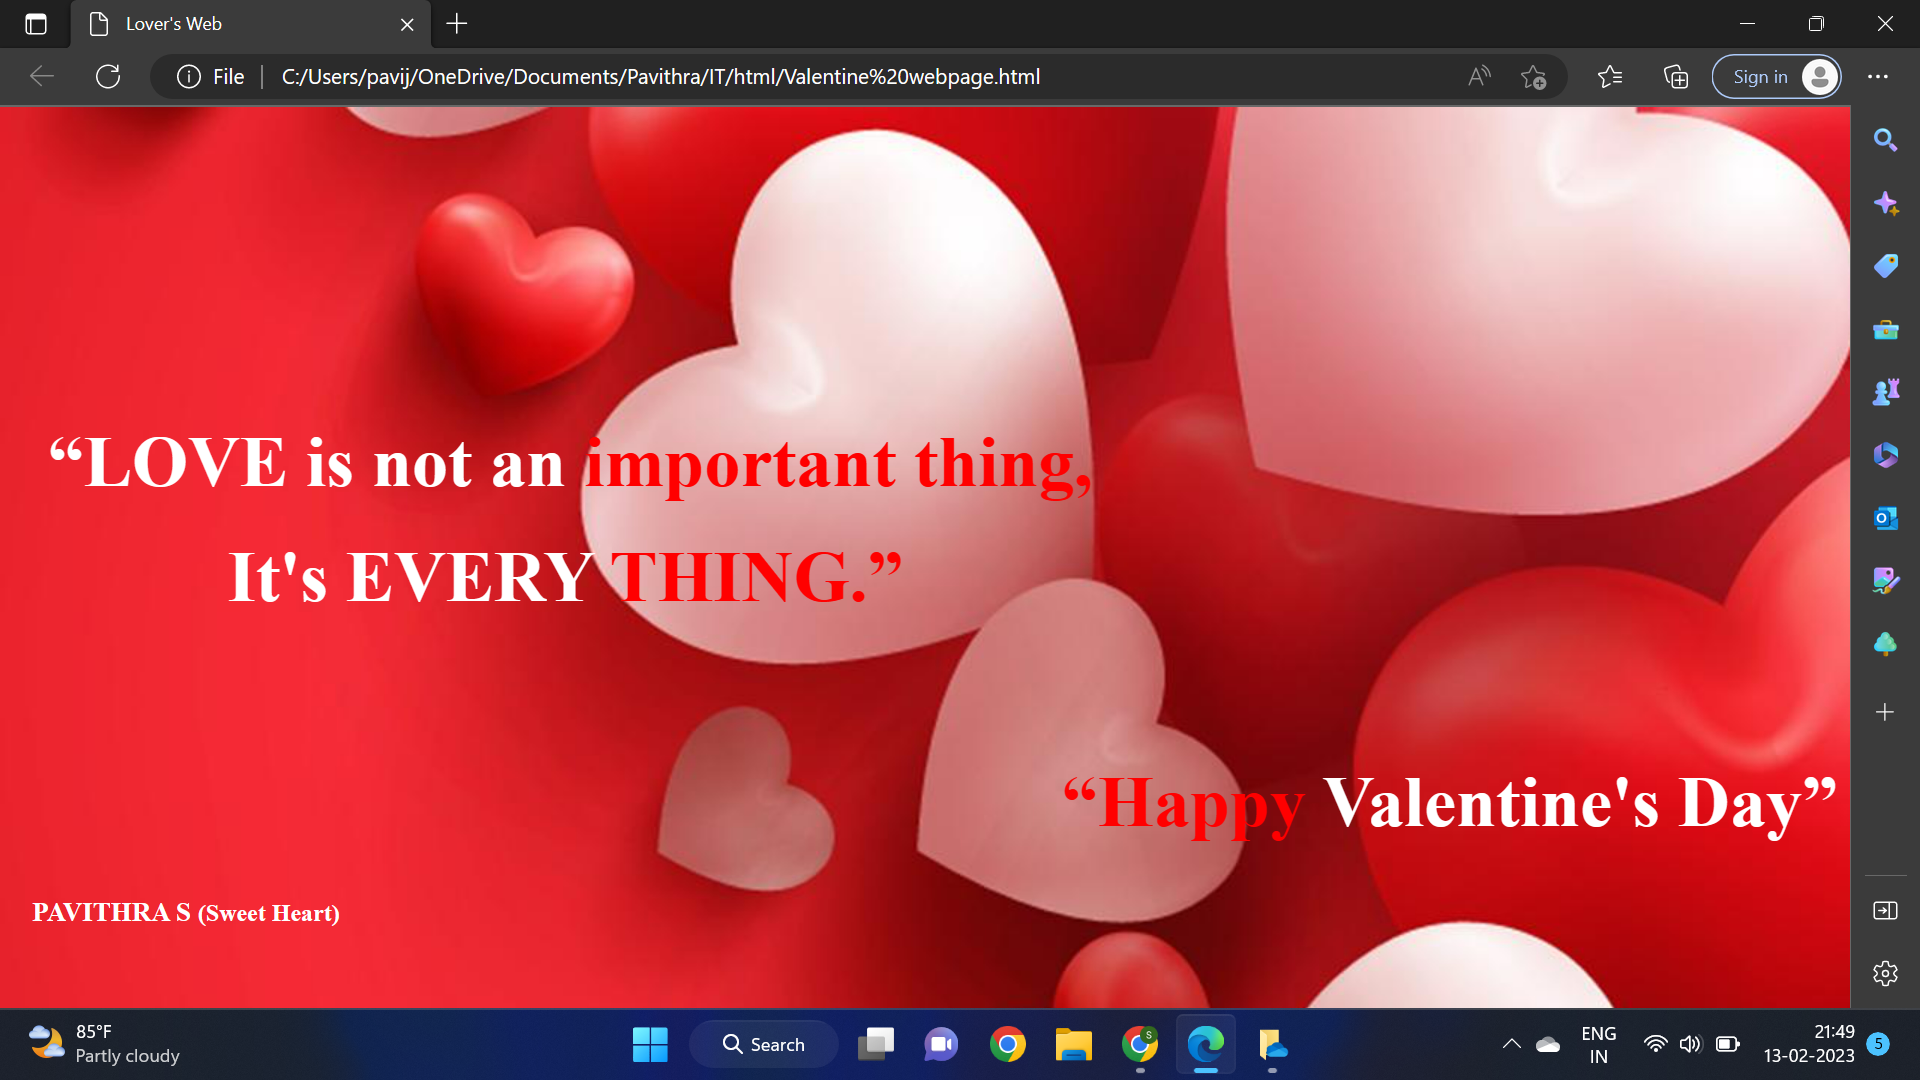 Lover's Web
File
C:/Users/pavij/OneDrive/Documents/Pavithra/IT/html/Valentine%20webpage.html
Sign in
“LOVE is not an important thing,
It's EVERY THING.”
“Happy Valentine's Day”
PAVITHRA S (Sweet Heart)
85°F
Partly cloudy
Search
S
ENG
IN
21:49
13-02-2023
5